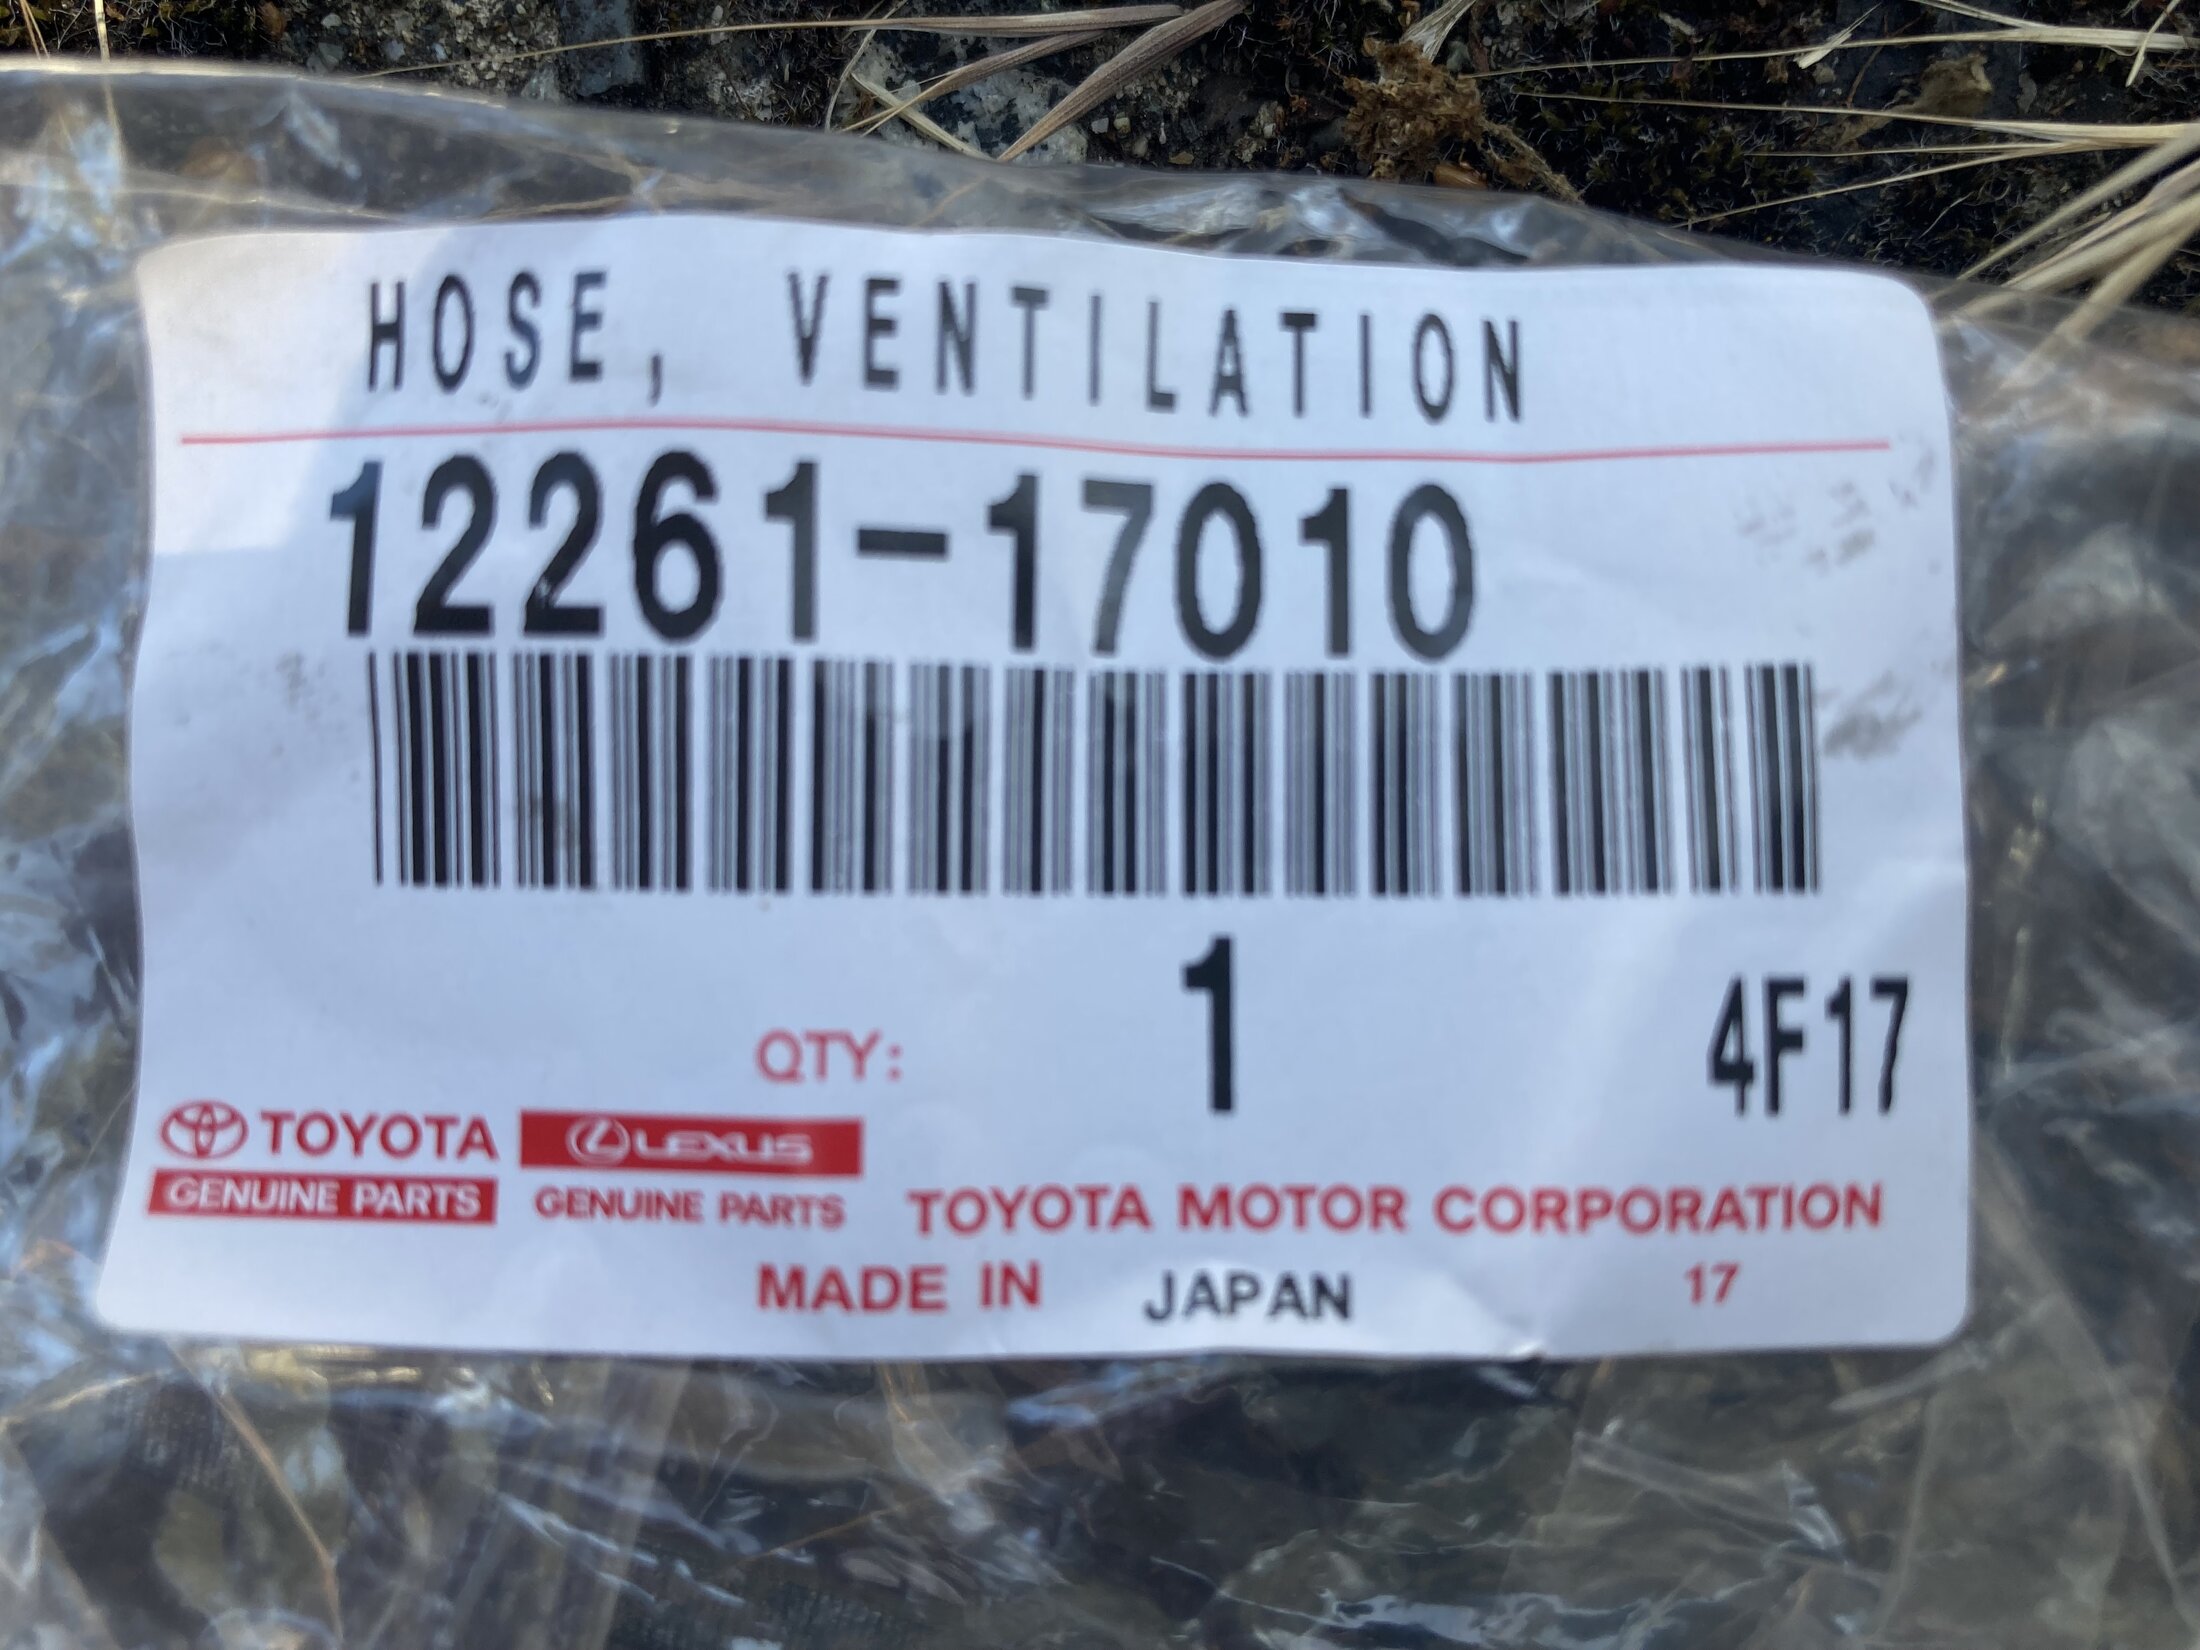 HOSE, VENTILATION
12261-17010
QTY: 1 4F17
TOYOTA LEXUS
GENUINE PARTS GENUINE PARTS TOYOTA MOTOR CORPORATION
MADE IN JAPAN 17